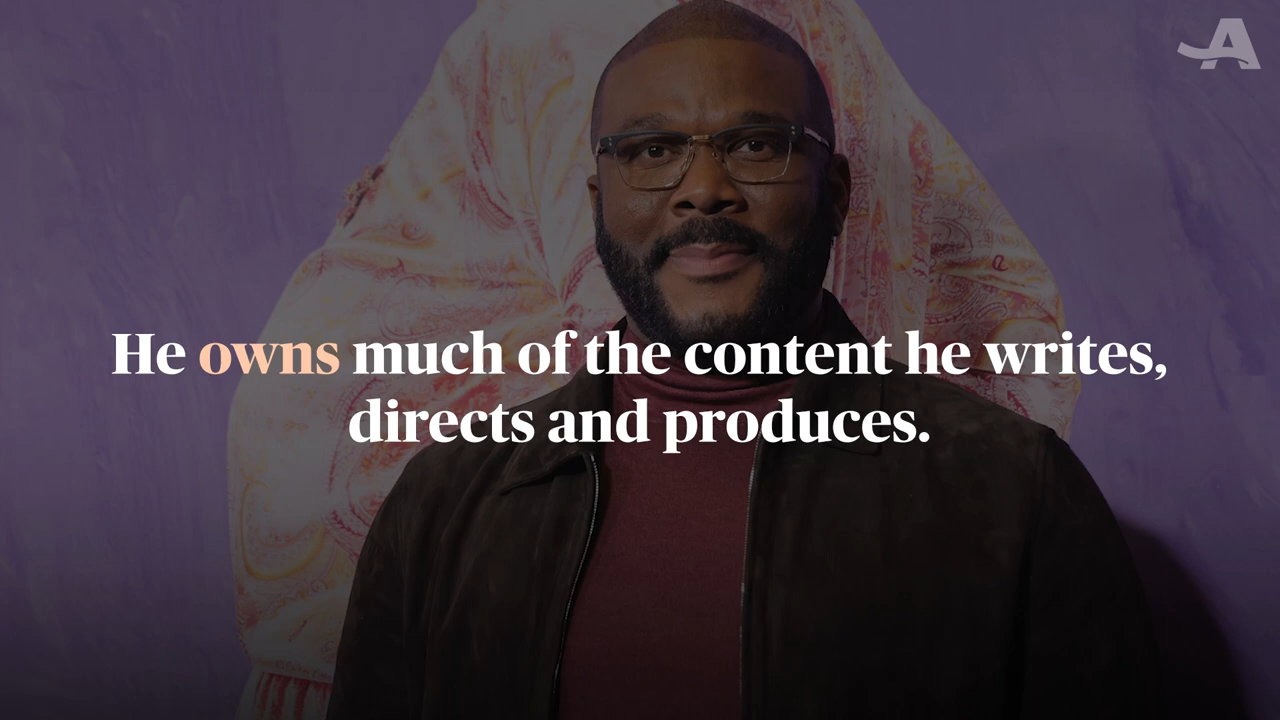 He owns much of the content he writes,
directs and produces.